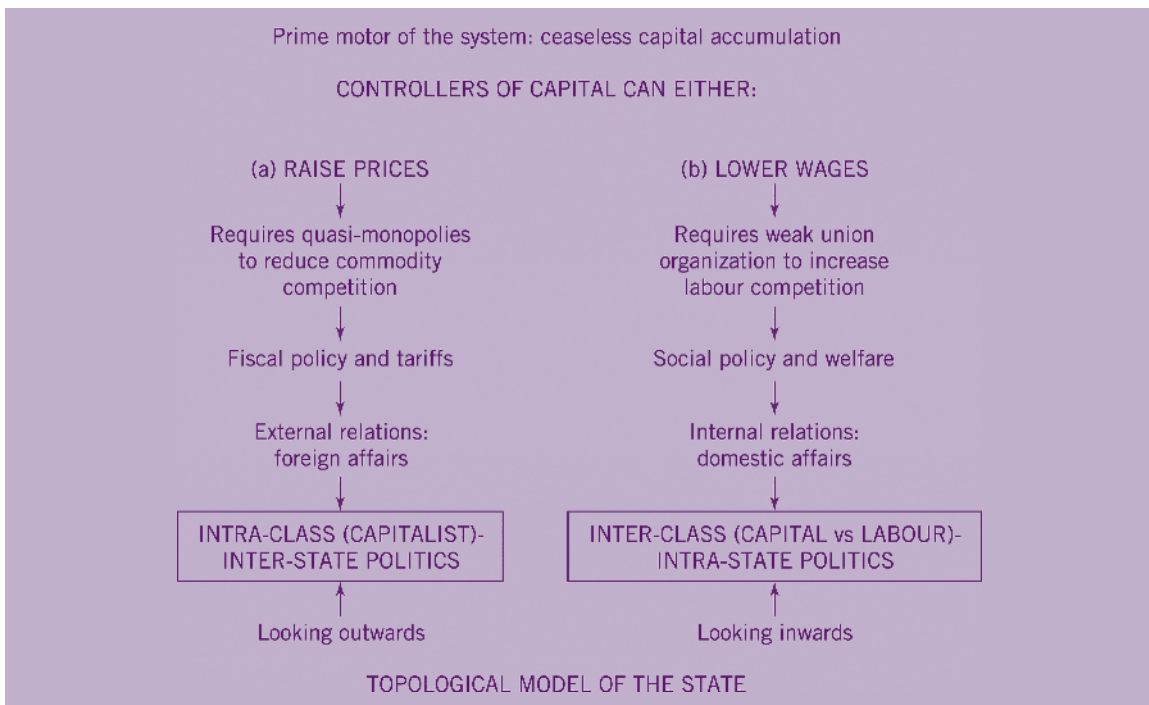 Prime motor of the system: ceaseless capital accumulation
CONTROLLERS OF CAPITAL CAN EITHER:
(a) RAISE PRICES
Requires quasi-monopolies
to reduce commodity
competition
Fiscal policy and tariffs
External relations:
foreign affairs
INTRA-CLASS (CAPITALIST)-
INTER-STATE POLITICS
Looking outwards
(b) LOWER WAGES
Requires weak union
organization to increase
labour competition
Social policy and welfare
Internal relations:
domestic affairs
INTER-CLASS (CAPITAL vs LABOUR)-
INTRA-STATE POLITICS
Looking inwards
TOPOLOGICAL MODEL OF THE STATE